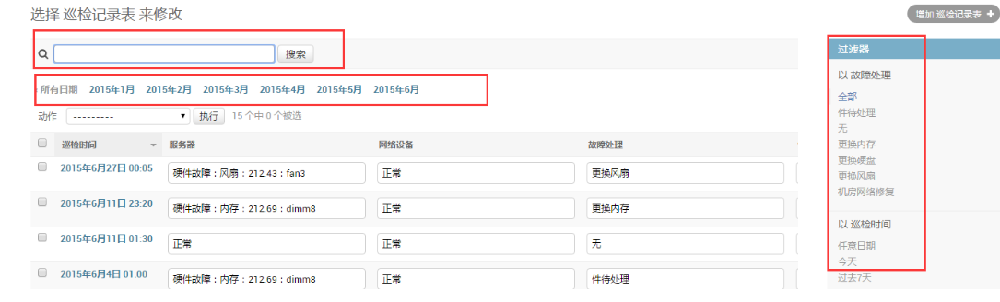 选择 巡检记录表 来修改
增加 巡检记录表 +
搜索
‹ 所有日期 2015年1月 2015年2月 2015年3月 2015年4月 2015年5月 2015年6月
动作 --------- 执行 15 个中 0 个被选
巡检时间 服务器 网络设备 故障处理
2015年6月27日 00:05 硬件故障：风扇：212.43：fan3 正常 更换风扇
2015年6月11日 23:20 硬件故障：内存：212.69：dimm8 正常 更换内存
2015年6月11日 01:30 正常 正常 无
2015年6月4日 01:00 硬件故障：内存：212.69：dimm8 正常 件待处理
过滤器
以 故障处理
全部
件待处理
无
更换内存
更换硬盘
更换风扇
机房网络修复
以 巡检时间
任意日期
今天
过去7天